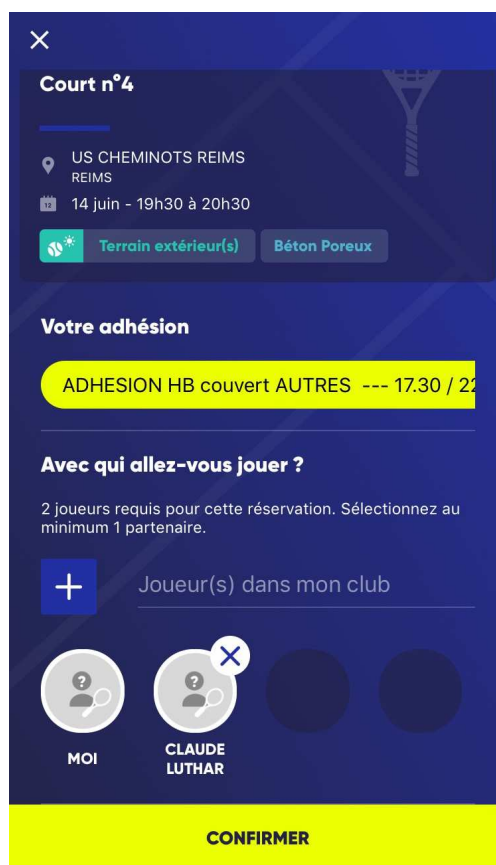 Court n°4
US CHEMINOTS REIMS
REIMS
14 juin - 19h30 à 20h30
Terrain extérieur(s) Béton Poreux
Votre adhésion
ADHESION HB couvert AUTRES --- 17.30 / 22
Avec qui allez-vous jouer ?
2 joueurs requis pour cette réservation. Sélectionnez au
minimum 1 partenaire.
Joueur(s) dans mon club
MOI
CLAUDE
LUTHAR
CONFIRMER